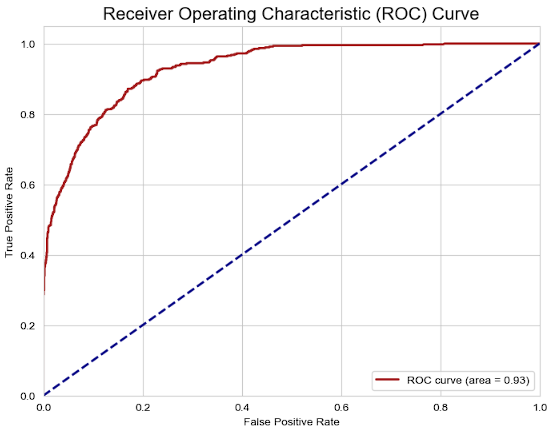 Receiver Operating Characteristic (ROC) Curve
1.0
0.8
0.6
0.4
0.2
0.0
True Positive Rate
0.0 0.2 0.4 0.6 0.8 1.0
False Positive Rate
ROC curve (area = 0.93)